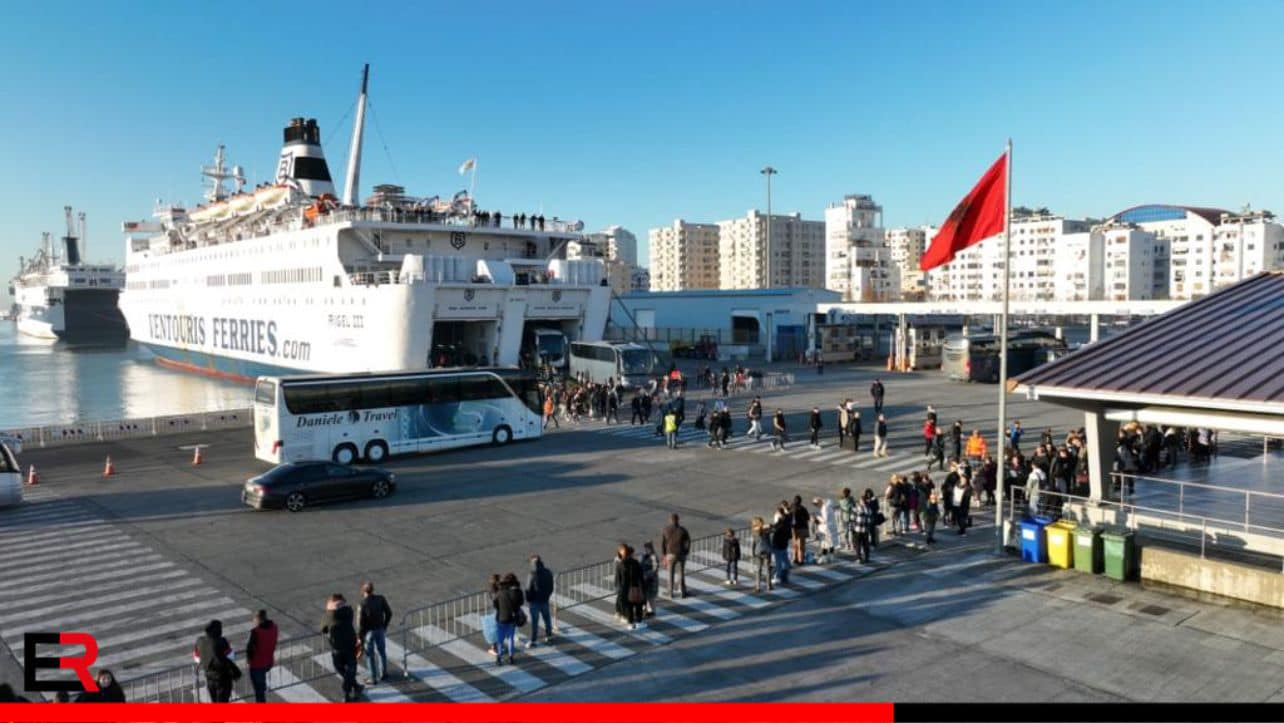 VENTOURIS FERRIES.com
RIGEL III
Daniele Travel
ER